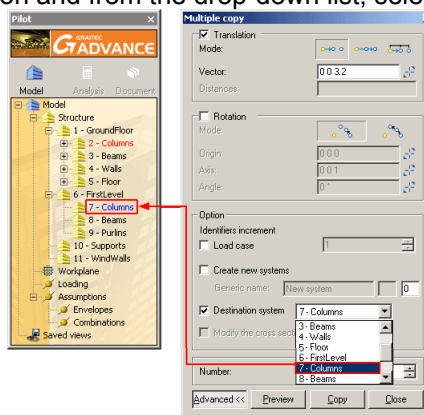 on and from the drop-down list, sele
Pilot
GRAITEC
ADVANCE
Model Analysis Document
Model
Structure
1 - GroundFloor
2 - Columns
3 - Beams
4 - Walls
5 - Floor
6 - FirstLevel
7 - Columns
8 - Beams
9 - Purlins
10 - Supports
11 - WindWalls
Workplane
Loading
Assumptions
Envelopes
Combinations
Saved views
Multiple copy
Translation
Mode:
Vector: 0 0 3.2
Distances:
Rotation
Mode:
Origin: 0 0 0
Axis: 0 0 1
Angle: 0 °
Option
Identifiers increment
Load case 1
Create new systems
Generic name: New system 0
Destination system 7 - Columns
Modify the cross sect
3 - Beams
4 - Walls
5 - Floor
6 - FirstLevel
7 - Columns
8 - Beams
Number:
Advanced << Preview Copy Close